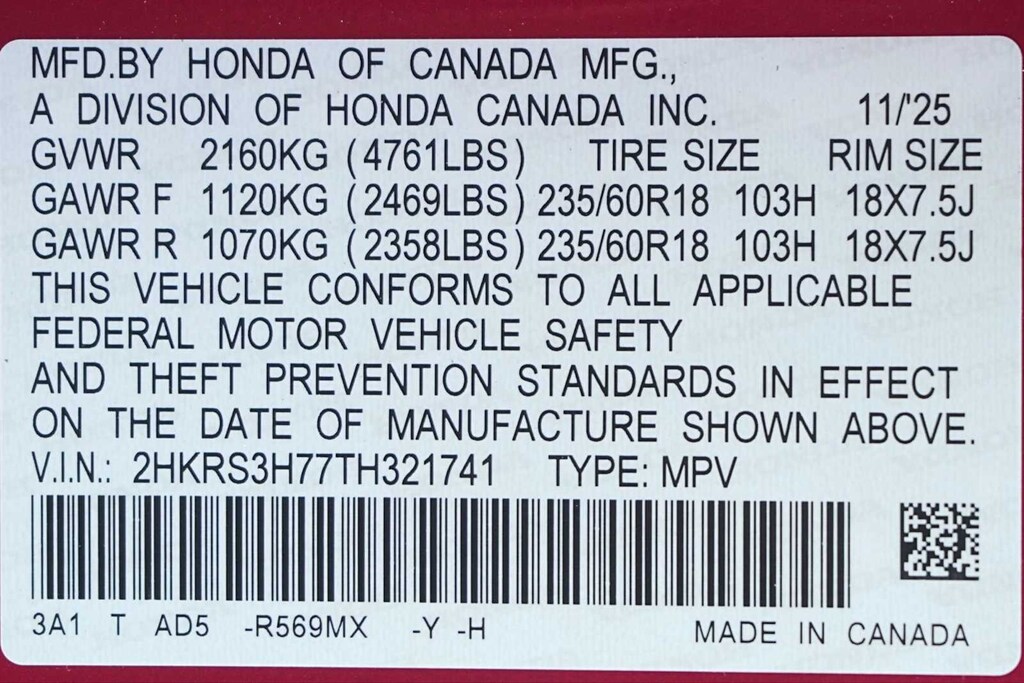 MFD.BY HONDA OF CANADA MFG.,
A DIVISION OF HONDA CANADA INC. 11/'25
GVWR 2160KG (4761LBS) TIRE SIZE RIM SIZE
GAWR F 1120KG (2469LBS) 235/60R18 103H 18X7.5J
GAWR R 1070KG (2358LBS) 235/60R18 103H 18X7.5J
THIS VEHICLE CONFORMS TO ALL APPLICABLE
FEDERAL MOTOR VEHICLE SAFETY
AND THEFT PREVENTION STANDARDS IN EFFECT
ON THE DATE OF MANUFACTURE SHOWN ABOVE.
V.I.N.: 2HKRS3H77TH321741 TYPE: MPV
3A1 T AD5 -R569MX -Y -H MADE IN CANADA